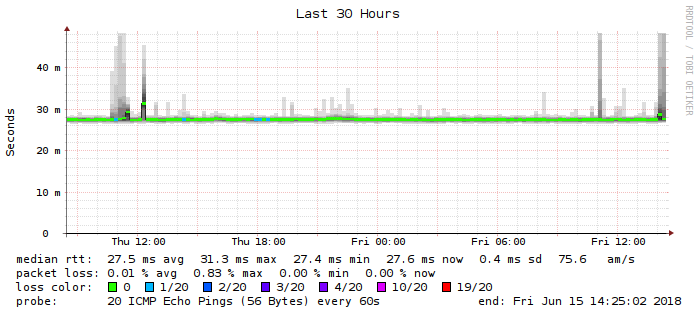 Last 30 Hours
RRDTOOL / TOBI OETIKER
Seconds
40 m
30 m
20 m
10 m
0
Thu 12:00 Thu 18:00 Fri 00:00 Fri 06:00 Fri 12:00
median rtt: 27.5 ms avg 31.3 ms max 27.4 ms min 27.6 ms now 0.4 ms sd 75.6 am/s
packet loss: 0.01 % avg 0.83 % max 0.00 % min 0.00 % now
loss color: 0 1/20 2/20 3/20 4/20 10/20 19/20
probe: 20 ICMP Echo Pings (56 Bytes) every 60s end: Fri Jun 15 14:25:02 2018